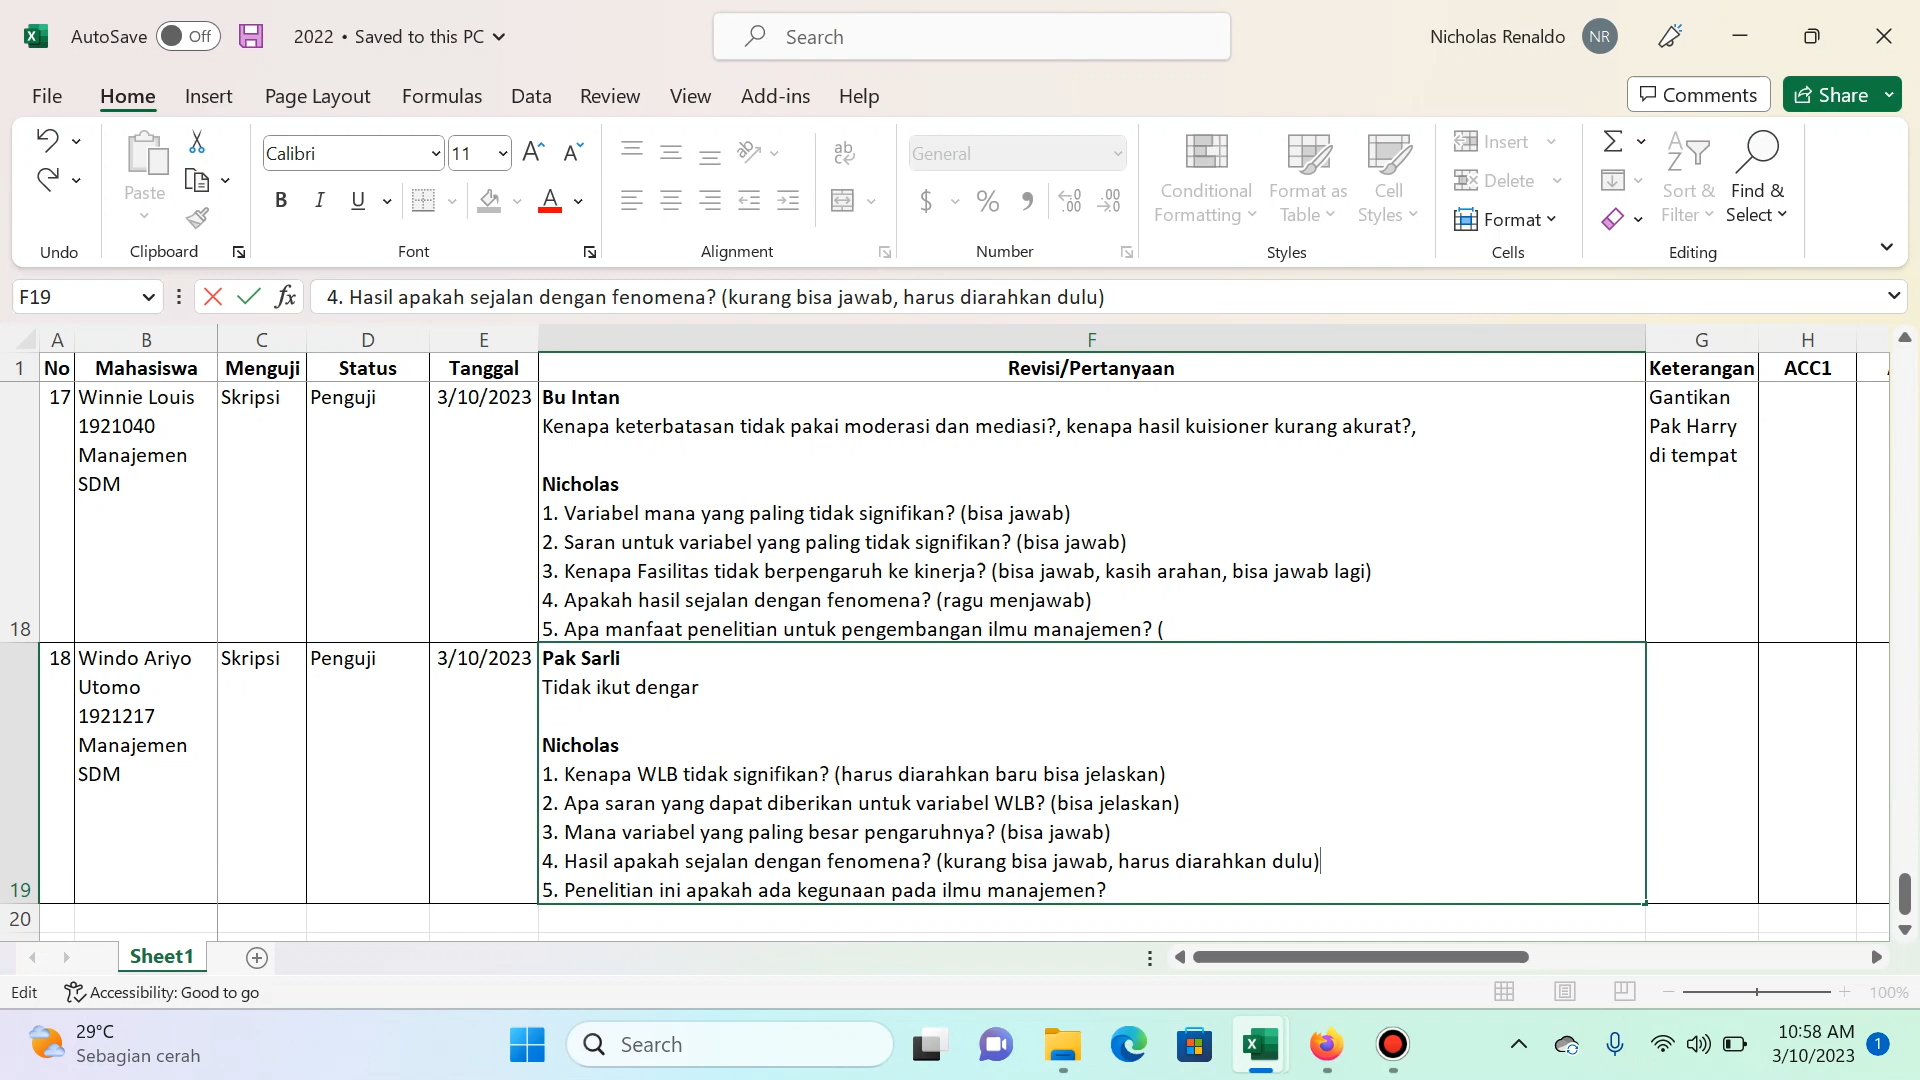 AutoSave Off 2022 • Saved to this PC Search Nicholas Renaldo NR
File Home Insert Page Layout Formulas Data Review View Add-ins Help Comments Share
Calibri 11 General
Paste Conditional Formatting Format as Table Cell Styles Insert Delete Format Sort & Filter Find & Select
Undo Clipboard Font Alignment Number Styles Cells Editing
F19 4. Hasil apakah sejalan dengan fenomena? (kurang bisa jawab, harus diarahkan dulu)
A B C D E F G H
1 No Mahasiswa Menguji Status Tanggal Revisi/Pertanyaan Keterangan ACC1
17 Winnie Louis Skripsi Penguji 3/10/2023 Bu Intan Gantikan
1921040 Kenapa keterbatasan tidak pakai moderasi dan mediasi?, kenapa hasil kuisioner kurang akurat?, Pak Harry
Manajemen di tempat
SDM Nicholas
1. Variabel mana yang paling tidak signifikan? (bisa jawab)
2. Saran untuk variabel yang paling tidak signifikan? (bisa jawab)
3. Kenapa Fasilitas tidak berpengaruh ke kinerja? (bisa jawab, kasih arahan, bisa jawab lagi)
4. Apakah hasil sejalan dengan fenomena? (ragu menjawab)
18 5. Apa manfaat penelitian untuk pengembangan ilmu manajemen? (
18 Windo Ariyo Skripsi Penguji 3/10/2023 Pak Sarli
Utomo Tidak ikut dengar
1921217
Manajemen Nicholas
SDM 1. Kenapa WLB tidak signifikan? (harus diarahkan baru bisa jelaskan)
2. Apa saran yang dapat diberikan untuk variabel WLB? (bisa jelaskan)
3. Mana variabel yang paling besar pengaruhnya? (bisa jawab)
4. Hasil apakah sejalan dengan fenomena? (kurang bisa jawab, harus diarahkan dulu)
19 5. Penelitian ini apakah ada kegunaan pada ilmu manajemen?
20
Sheet1
Edit Accessibility: Good to go 100%
29°C
Sebagian cerah
Search
10:58 AM
3/10/2023
1